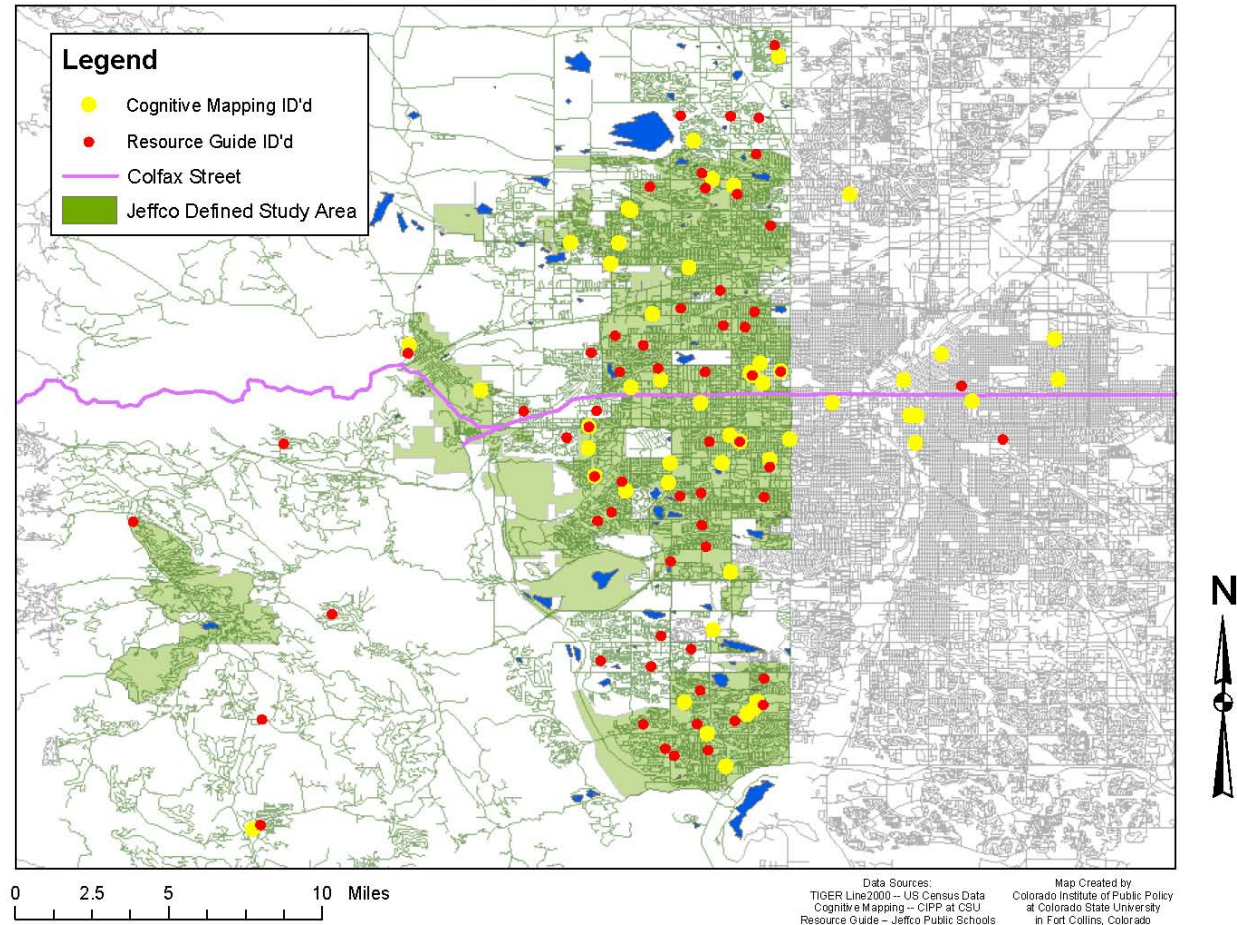 Legend
Cognitive Mapping ID'd
Resource Guide ID'd
Colfax Street
Jeffco Defined Study Area
N
0 2.5 5 10 Miles
Data Sources:
TIGER Line2000 -- US Census Data
Cognitive Mapping -- CIPP at CSU
Resource Guide -- Jeffco Public Schools
Map Created by
Colorado Institute of Public Policy
at Colorado State University
in Fort Collins, Colorado